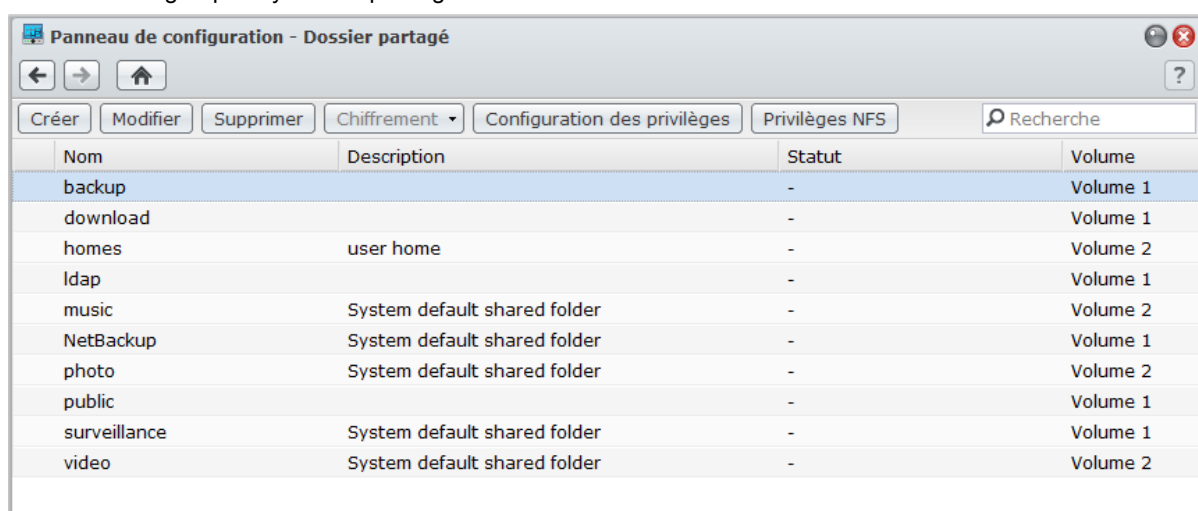 Panneau de configuration - Dossier partagé
?
Créer Modifier Supprimer Chiffrement Configuration des privilèges Privilèges NFS Recherche
Nom Description Statut Volume
backup - Volume 1
download - Volume 1
homes user home - Volume 2
ldap - Volume 1
music System default shared folder - Volume 2
NetBackup System default shared folder - Volume 1
photo System default shared folder - Volume 2
public - Volume 1
surveillance System default shared folder - Volume 1
video System default shared folder - Volume 2